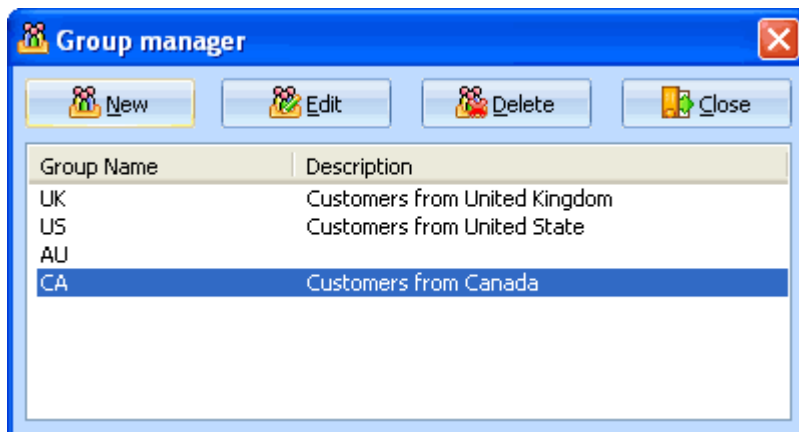 Group manager
New Edit Delete Close
Group Name Description
UK Customers from United Kingdom
US Customers from United State
AU
CA Customers from Canada